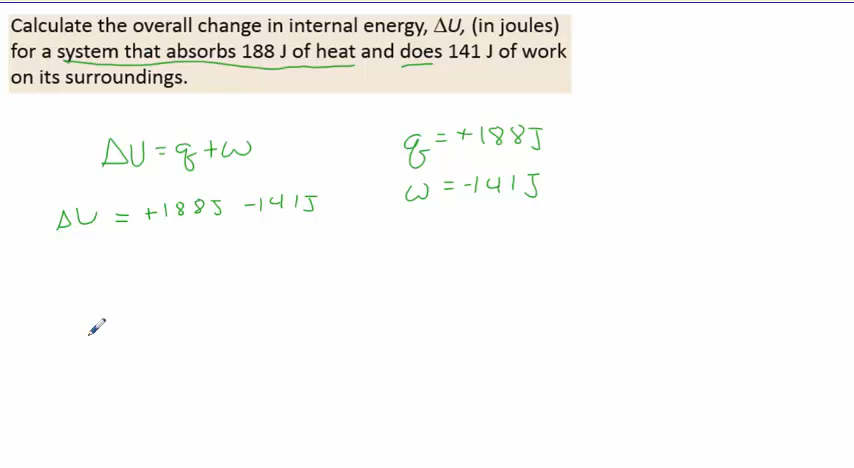 Calculate the overall change in internal energy, ΔU, (in joules)
for a system that absorbs 188 J of heat and does 141 J of work
on its surroundings.
ΔU = q + w
q = +188J
w = -141J
ΔU = +188J -141J